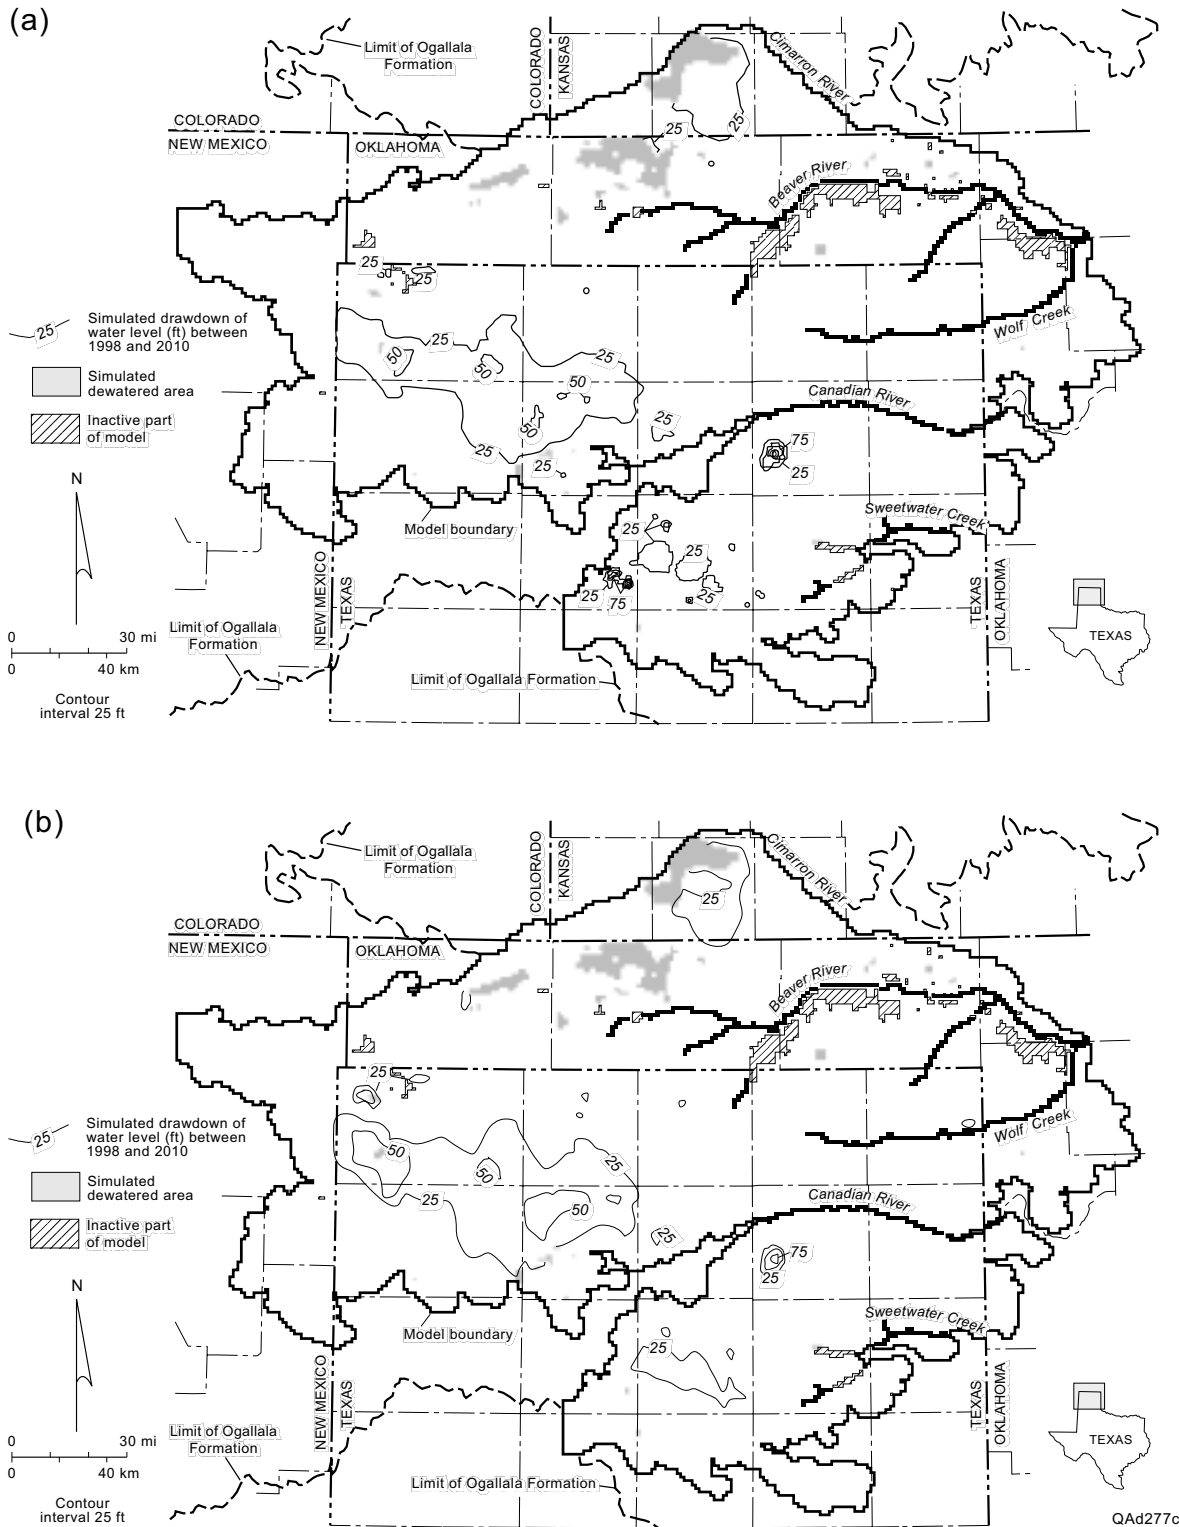 (a)
Limit of Ogallala
Formation
COLORADO
KANSAS
Cimarron River
COLORADO
NEW MEXICO
OKLAHOMA
25
25
Beaver River
25
50
25
Simulated drawdown of
water level (ft) between
1998 and 2010
25
Simulated
dewatered area
Inactive part
of model
25
50
50
25
50
50
25
25
25
Wolf Creek
Canadian River
75
25
Sweetwater Creek
Model boundary
25
25
25
75
25
N
NEW MEXICO
TEXAS
TEXAS
OKLAHOMA
0 30 mi
0 40 km
Contour
interval 25 ft
Limit of Ogallala
Formation
Limit of Ogallala Formation
TEXAS
(b)
Limit of Ogallala
Formation
COLORADO
KANSAS
Cimarron River
COLORADO
NEW MEXICO
OKLAHOMA
25
Beaver River
25
Simulated drawdown of
water level (ft) between
1998 and 2010
25
Simulated
dewatered area
Inactive part
of model
50
50
25
25
50
25
Wolf Creek
Canadian River
75
25
Sweetwater Creek
Model boundary
25
N
NEW MEXICO
TEXAS
TEXAS
OKLAHOMA
0 30 mi
0 40 km
Contour
interval 25 ft
Limit of Ogallala
Formation
Limit of Ogallala Formation
TEXAS
QAd277c